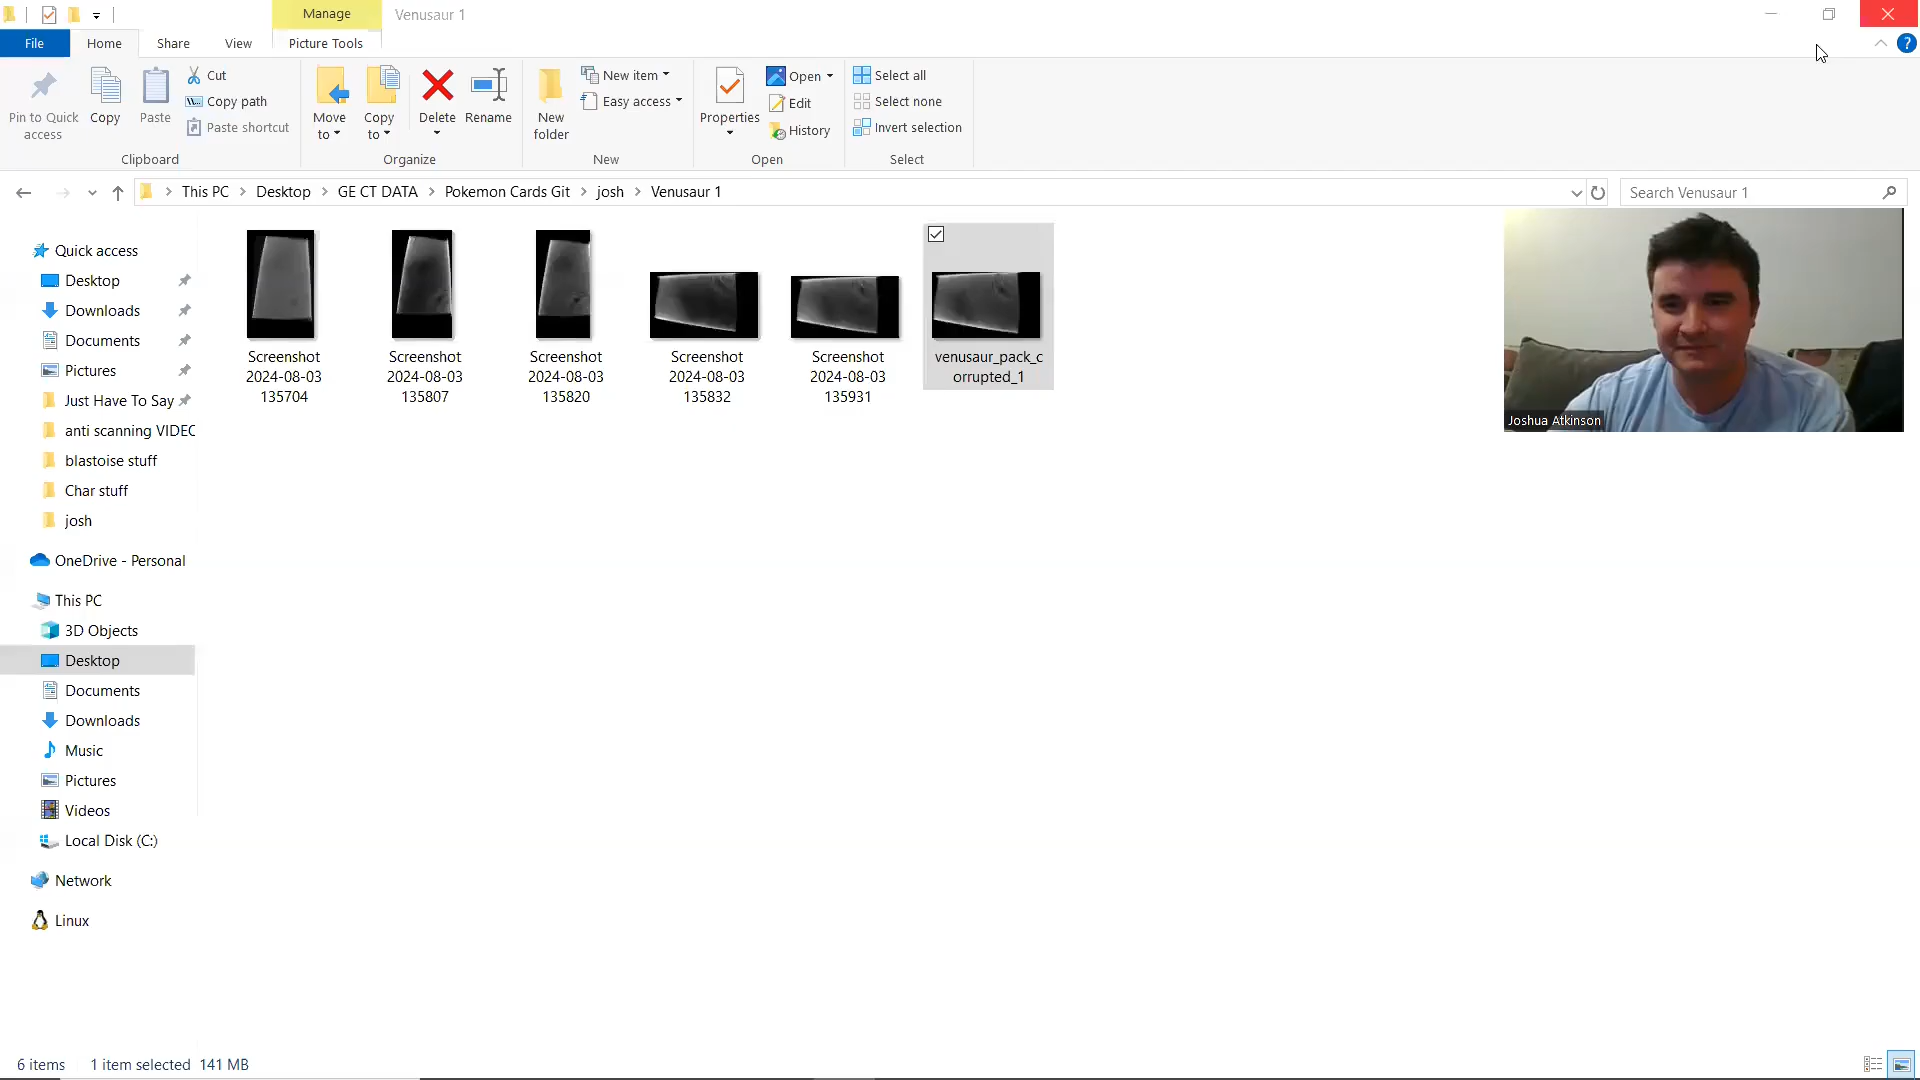 Manage
Venusaur 1
File
Home
Share
View
Picture Tools
Pin to Quick
access
Copy
Paste
Cut
Copy path
Paste shortcut
Clipboard
Move
to
Copy
to
Delete
Rename
Organize
New
folder
New item
Easy access
New
Properties
Open
Edit
History
Open
Select all
Select none
Invert selection
Select
This PC
Desktop
GE CT DATA
Pokemon Cards Git
josh
Venusaur 1
Search Venusaur 1
Quick access
Desktop
Downloads
Documents
Pictures
Just Have To Say
anti scanning VIDEC
blastoise stuff
Char stuff
josh
OneDrive - Personal
This PC
3D Objects
Desktop
Documents
Downloads
Music
Pictures
Videos
Local Disk (C:)
Network
Linux
Screenshot
2024-08-03
135704
Screenshot
2024-08-03
135807
Screenshot
2024-08-03
135820
Screenshot
2024-08-03
135832
Screenshot
2024-08-03
135931
venusaur_pack_c
orrupted_1
Joshua Atkinson
6 items
1 item selected 141 MB